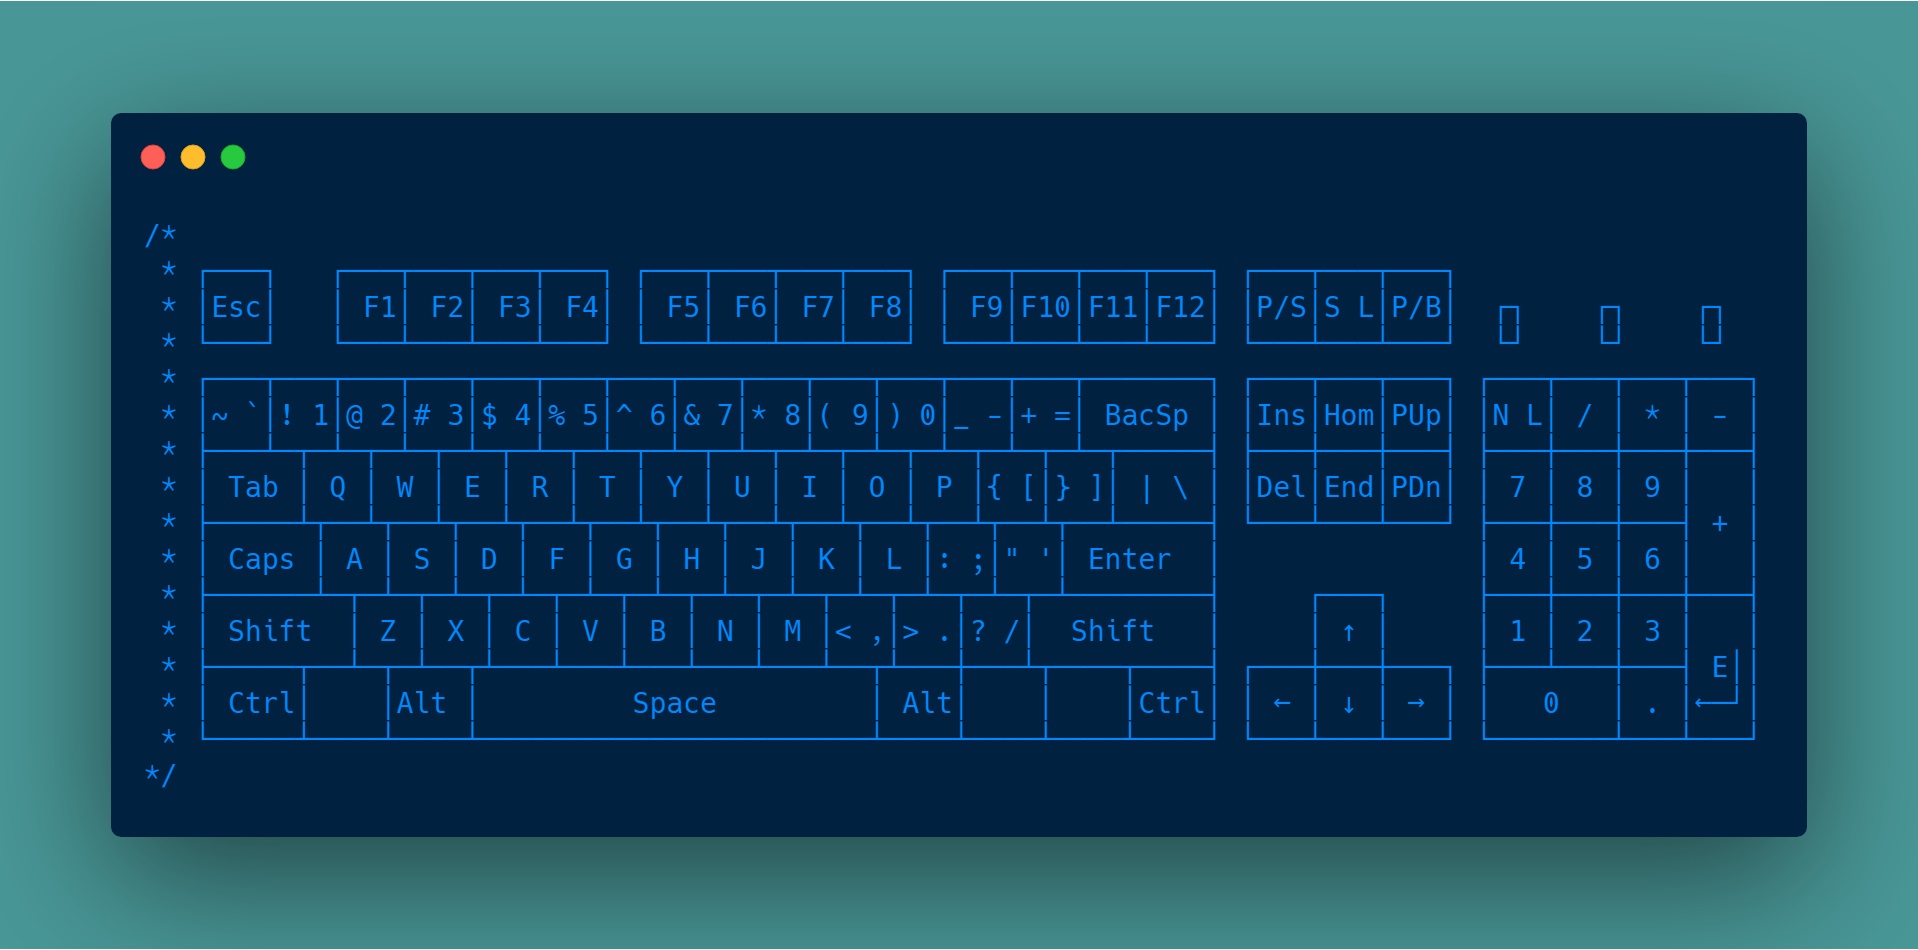 /*
 * ┌───┐   ┌───┬───┬───┬───┐ ┌───┬───┬───┬───┐ ┌───┬───┬───┬───┐ ┌───┬───┬───┐
 * │Esc│   │ F1│ F2│ F3│ F4│ │ F5│ F6│ F7│ F8│ │ F9│F10│F11│F12│ │P/S│S L│P/B│  ┌┐    ┌┐    ┌┐
 * └───┘   └───┴───┴───┴───┘ └───┴───┴───┴───┘ └───┴───┴───┴───┘ └───┴───┴───┘  └┘    └┘    └┘
 * ┌───┬───┬───┬───┬───┬───┬───┬───┬───┬───┬───┬───┬───┬───────┐ ┌───┬───┬───┐ ┌───┬───┬───┬───┐
 * │~ `│! 1│@ 2│# 3│$ 4│% 5│^ 6│& 7│* 8│( 9│) 0│_ -│+ =│ BacSp │ │Ins│Hom│PUp│ │N L│ / │ * │ - │
 * ├───┴─┬─┴─┬─┴─┬─┴─┬─┴─┬─┴─┬─┴─┬─┴─┬─┴─┬─┴─┬─┴─┬─┴─┬─┴─┬─────┤ ├───┼───┼───┤ ├───┼───┼───┼───┤
 * │ Tab │ Q │ W │ E │ R │ T │ Y │ U │ I │ O │ P │{ [│} ]│ | \ │ │Del│End│PDn│ │ 7 │ 8 │ 9 │   │
 * ├─────┴┬──┴┬──┴┬──┴┬──┴┬──┴┬──┴┬──┴┬──┴┬──┴┬──┴┬──┴┬──┴─────┤ └───┴───┴───┘ ├───┼───┼───┤ + │
 * │ Caps │ A │ S │ D │ F │ G │ H │ J │ K │ L │: ;│" '│ Enter  │               │ 4 │ 5 │ 6 │   │
 * ├──────┴─┬─┴─┬─┴─┬─┴─┬─┴─┬─┴─┬─┴─┬─┴─┬─┴─┬─┴─┬─┴─┬─┴────────┤     ┌───┐     ├───┼───┼───┼───┤
 * │ Shift  │ Z │ X │ C │ V │ B │ N │ M │< ,│> .│? /│  Shift   │     │ ↑ │     │ 1 │ 2 │ 3 │   │
 * ├─────┬──┴─┬─┴──┬┴───┴───┴───┴───┴───┴──┬┴───┼───┴┬────┬────┤ ┌───┼───┼───┐ ├───┴───┼───┤ E││
 * │ Ctrl│    │Alt │         Space         │ Alt│    │    │Ctrl│ │ ← │ ↓ │ → │ │   0   │ . │←─┘│
 * └─────┴────┴────┴───────────────────────┴────┴────┴────┴────┘ └───┴───┴───┘ └───────┴───┴───┘
*/